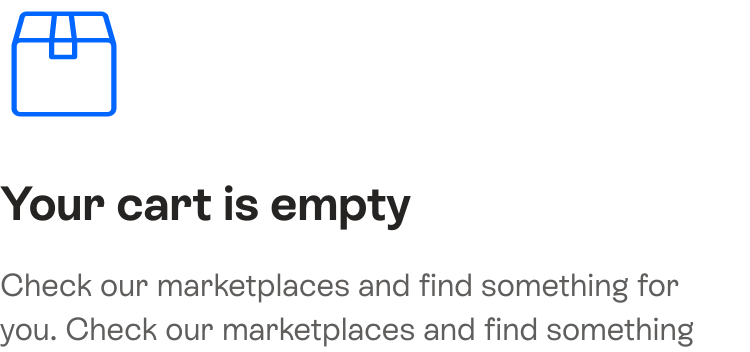 Your cart is empty
Check our marketplaces and find something for
you. Check our marketplaces and find something